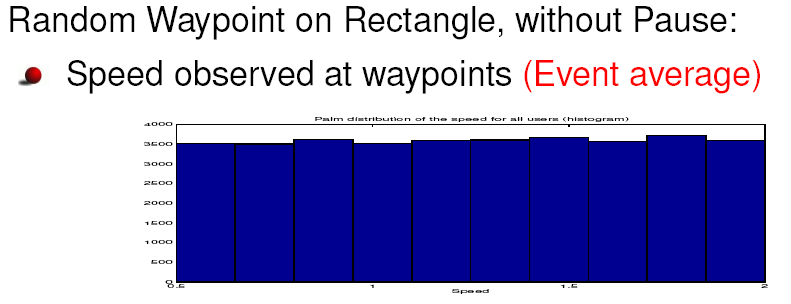 Random Waypoint on Rectangle, without Pause:
Speed observed at waypoints (Event average)
Palm distribution of the speed for all users (histogram)
4000
3500
3000
2500
2000
1500
1000
500
0
0.5 1 1.5 2
Speed